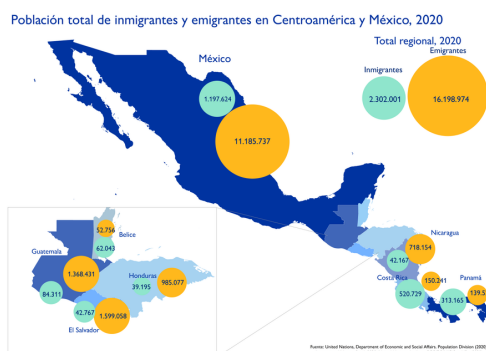 Población total de inmigrantes y emigrantes en Centroamérica y México, 2020
Total regional, 2020
Emigrantes
Inmigrantes
2.302.001
16.198.974
México
1.197.624
11.185.737
52.756
Belice
62.043
Guatemala
1.368.431
Honduras
39.195
985.077
84.311
42.767
1.599.058
El Salvador
Nicaragua
718.154
42.167
Costa Rica
150.241
Panamá
520.729
313.165
139.5
Fuente: United Nations, Department of Economic and Social Affairs, Population Division (2020)